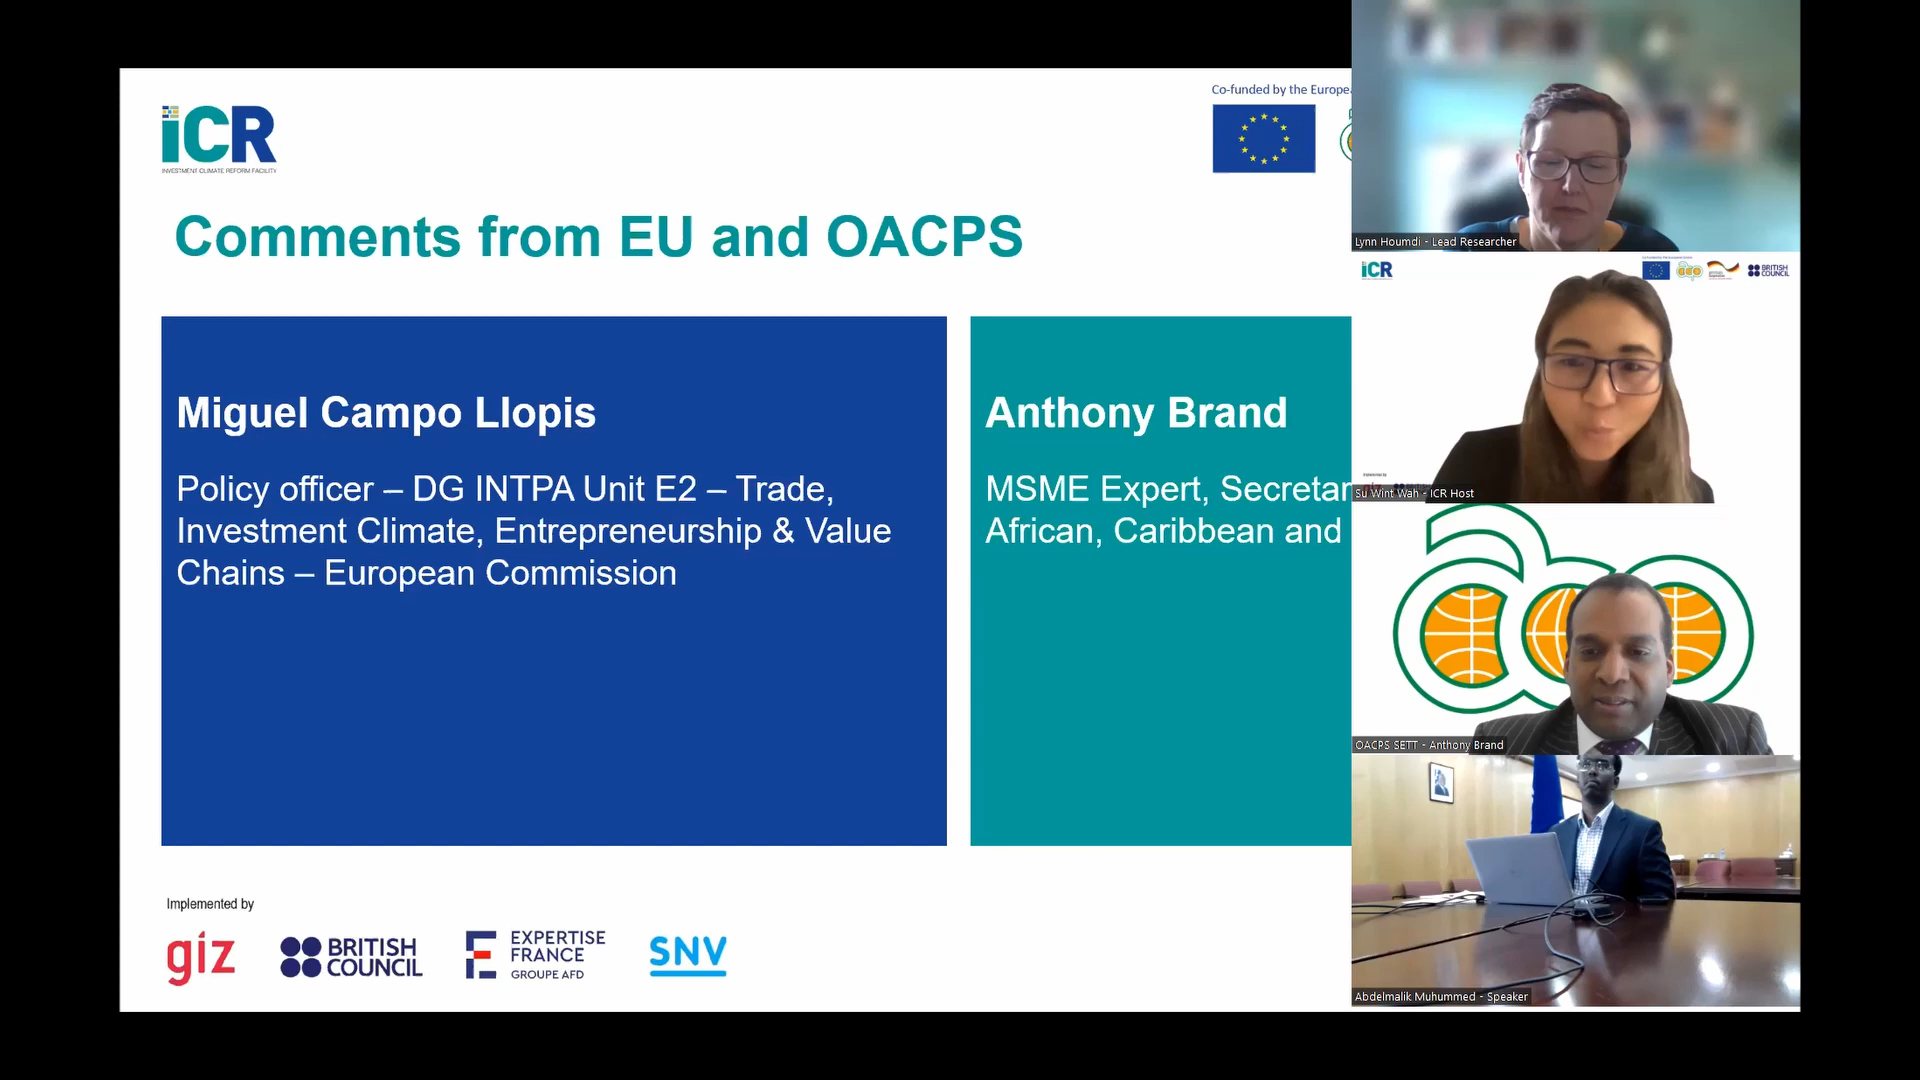 iCR
INVESTMENT CLIMATE REFORM FACILITY
Co-funded by the Europea
Comments from EU and OACPS
Miguel Campo Llopis
Policy officer – DG INTPA Unit E2 – Trade,
Investment Climate, Entrepreneurship & Value
Chains – European Commission
Anthony Brand
MSME Expert, Secretar
African, Caribbean and
Implemented by
giz
BRITISH
COUNCIL
EXPERTISE
FRANCE
GROUPE AFD
SNV
Lynn Houmdi - Lead Researcher
iCR
acp
BRITISH
COUNCIL
Su Wint Wah - ICR Host
acp
OACPS SETT - Anthony Brand
Abdelmalik Muhummed - Speaker